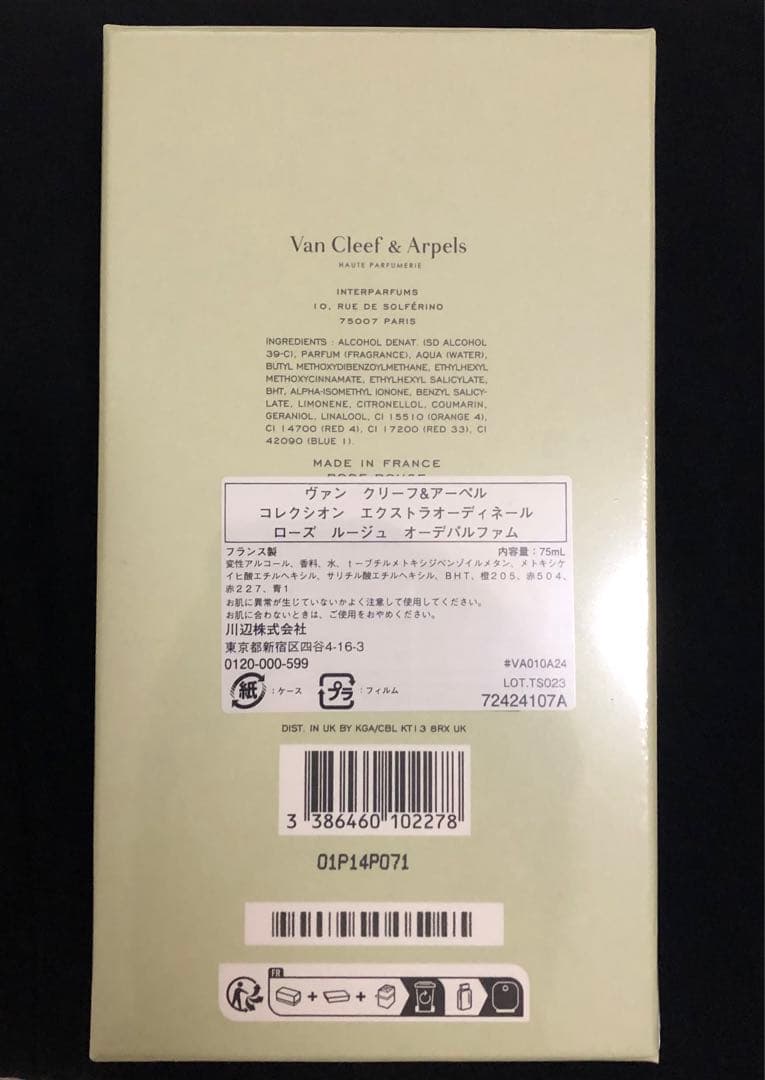 Van Cleef & Arpels
HAUTE PARFUMERIE
INTERPARFUMS
10, RUE DE SOLFÉRINO
75007 PARIS
INGREDIENTS : ALCOHOL DENAT. (SD ALCOHOL
39-C), PARFUM (FRAGRANCE), AQUA (WATER),
BUTYL METHOXYDIBENZOYLMETHANE, ETHYLHEXYL
METHOXYCINNAMATE, ETHYLHEXYL SALICYLATE,
BHT, ALPHA-ISOMETHYL IONONE, BENZYL SALICY-
LATE, LIMONENE, CITRONELLOL, COUMARIN,
GERANIOL, LINALOOL, CI 15510 (ORANGE 4),
CI 14700 (RED 4), CI 17200 (RED 33), CI
42090 (BLUE 1).
MADE IN FRANCE
ヴァン クリーフ&アーペル
コレクシオン エクストラオーディネール
ローズ ルージュ オーデパルファム
フランス製 内容量：75mL
変性アルコール、香料、水、t-ブチルメトキシジベンゾイルメタン、メトキシケ
イヒ酸エチルヘキシル、サリチル酸エチルヘキシル、BHT、橙205、赤504、
赤227、青1
お肌に異常が生じていないかよく注意して使用してください。
お肌に合わないときは、ご使用をおやめください。
川辺株式会社
東京都新宿区四谷4-16-3
0120-000-599 #VA010A24
紙：ケース プラ：フィルム LOT.TS023
72424107A
DIST. IN UK BY KGA/CBL KT13 8RX UK
3 386460 102278
01P14P071
FR